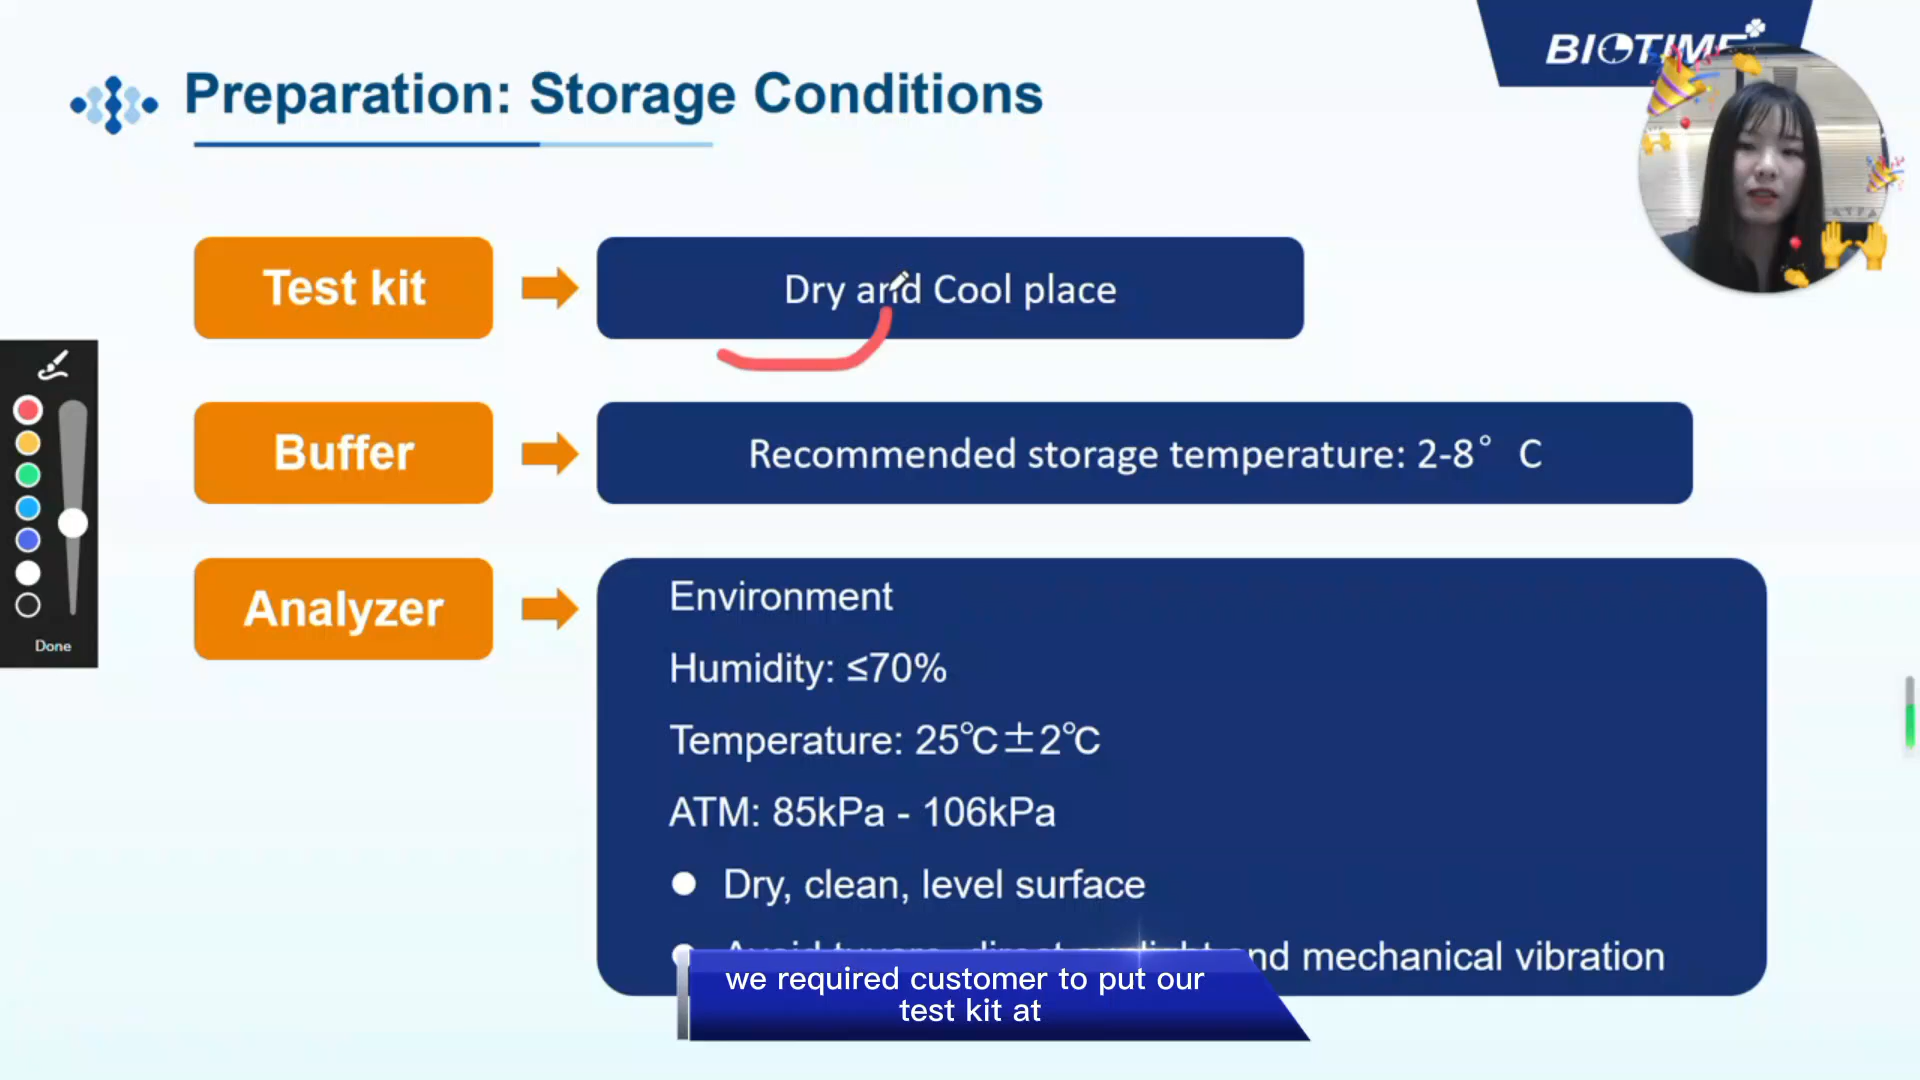 BIOTIME
Preparation: Storage Conditions
Test kit
Dry and Cool place
Buffer
Recommended storage temperature: 2-8° C
Analyzer
Environment
Humidity: ≤70%
Temperature: 25℃±2℃
ATM: 85kPa - 106kPa
Dry, clean, level surface
and mechanical vibration
we required customer to put our
test kit at
Done